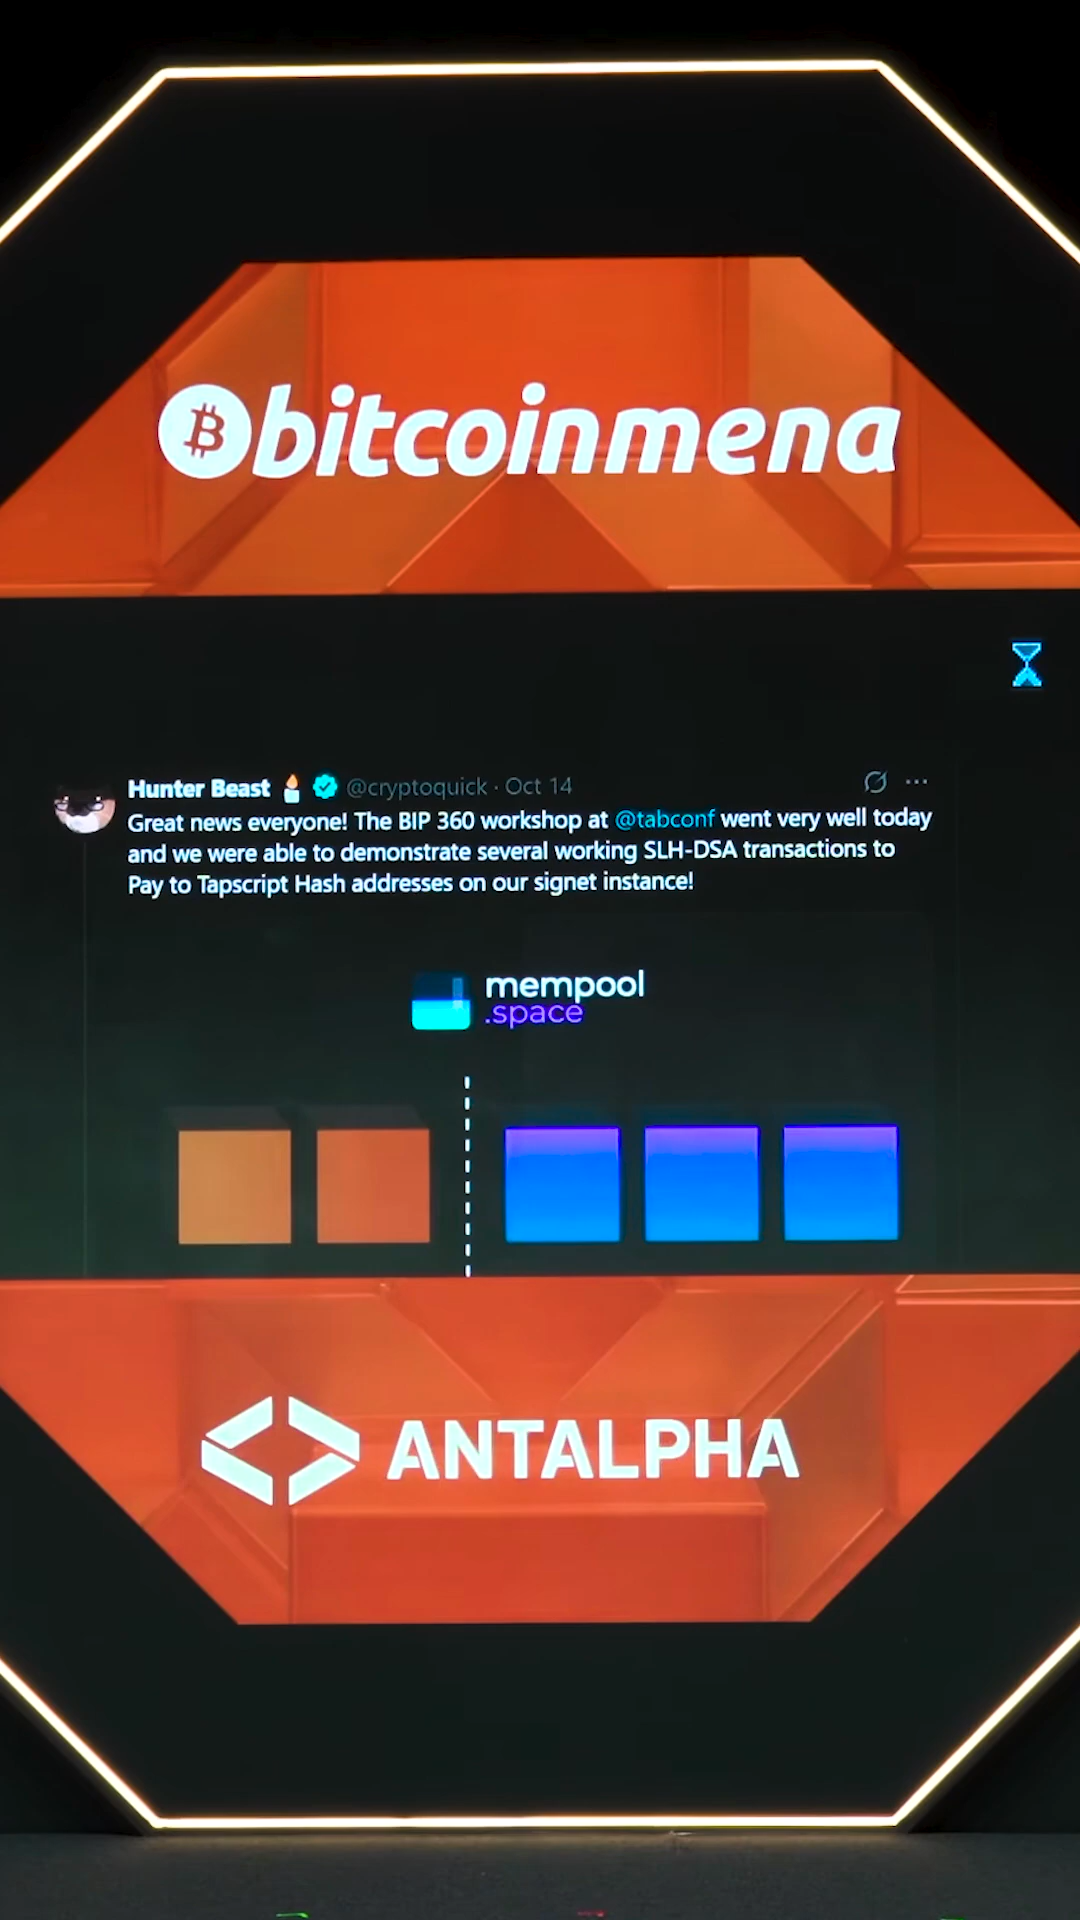 bitcoinmena
Hunter Beast @cryptoquick · Oct 14
Great news everyone! The BIP 360 workshop at @tabconf went very well today
and we were able to demonstrate several working SLH-DSA transactions to
Pay to Tapscript Hash addresses on our signet instance!
mempool
.space
ANTALPHA